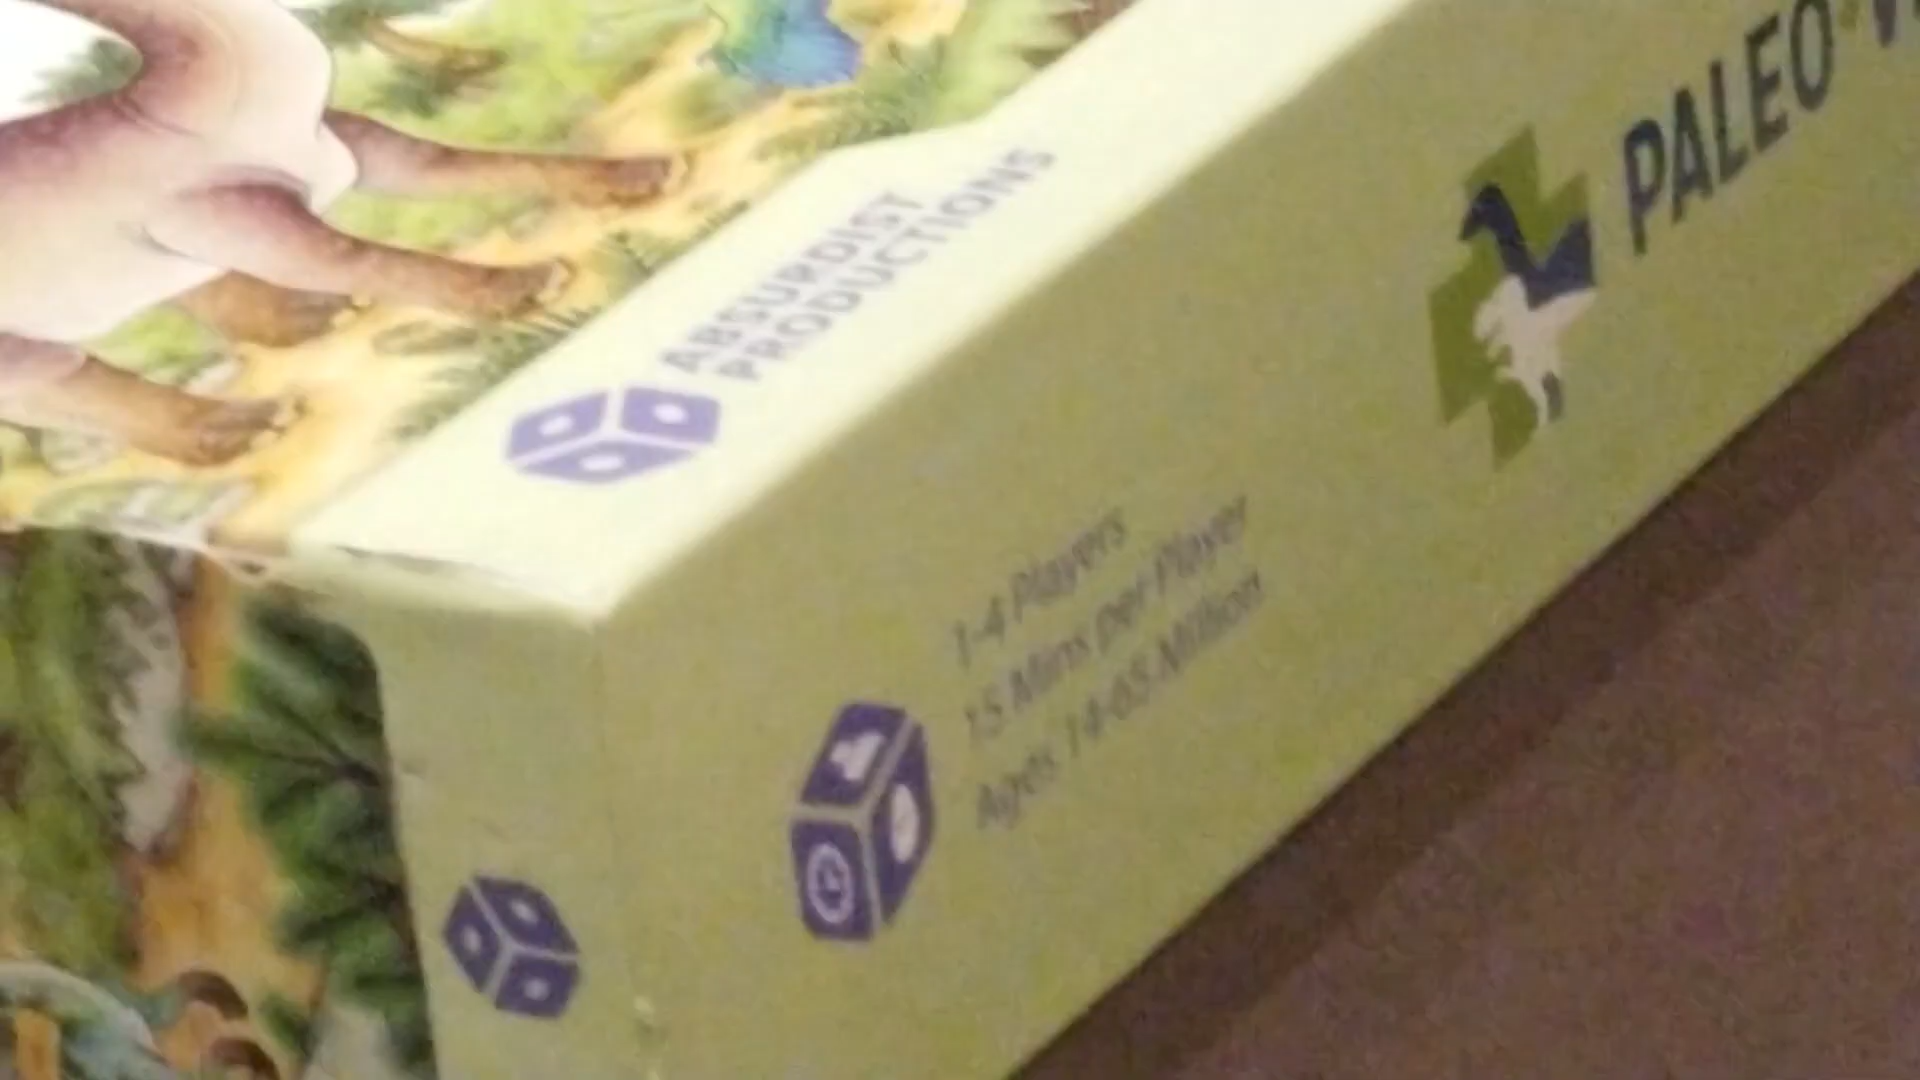 ABSURDIST
PRODUCTIONS
PALEO
1-4 Players
15 Mins per Player
Ages 14-65 Million